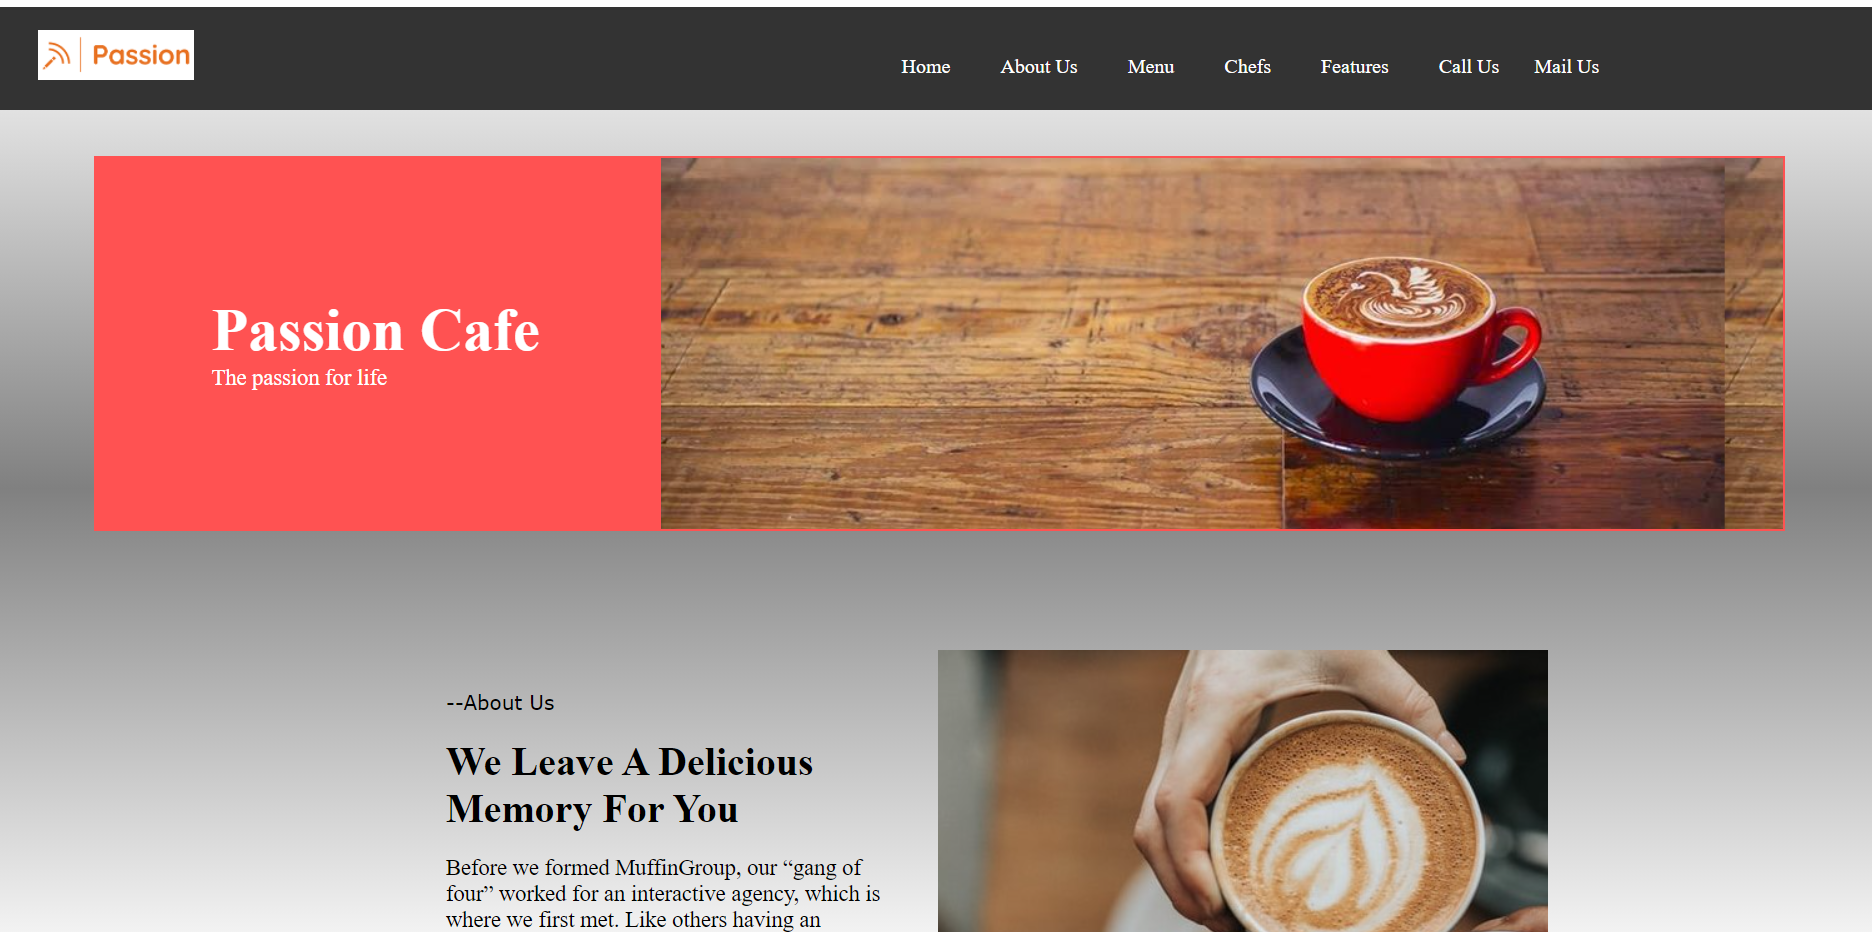 Passion
Home About Us Menu Chefs Features Call Us Mail Us
Passion Cafe
The passion for life
--About Us
We Leave A Delicious
Memory For You
Before we formed MuffinGroup, our “gang of
four” worked for an interactive agency, which is
where we first met. Like others having an